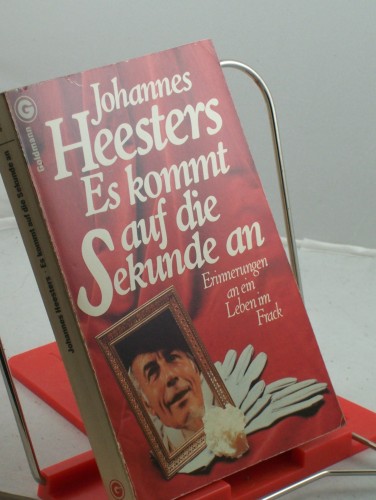 G
Goldmann
Johannes
Heesters
Es kommt
auf die
Sekunde an
Erinnerungen
an ein
Leben im
Frack
Johannes Heesters Es kommt auf die Sekunde an